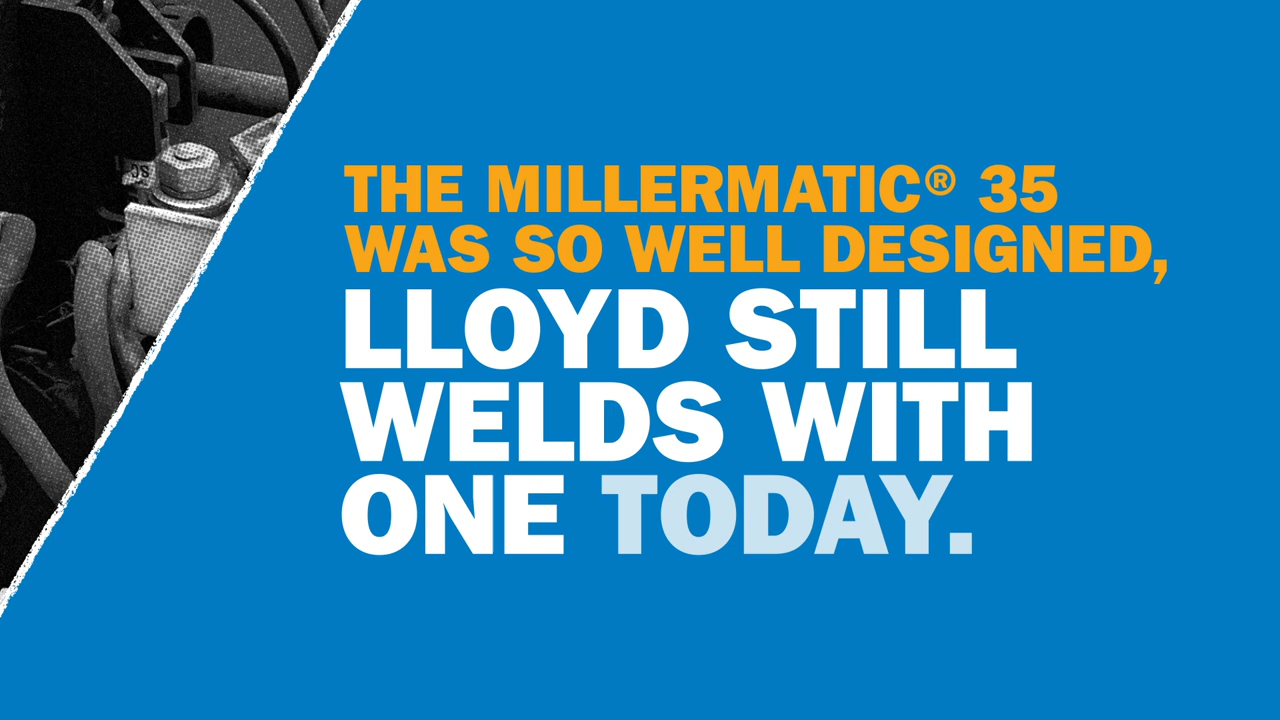 THE MILLERMATIC® 35
WAS SO WELL DESIGNED,
LLOYD STILL
WELDS WITH
ONE TODAY.